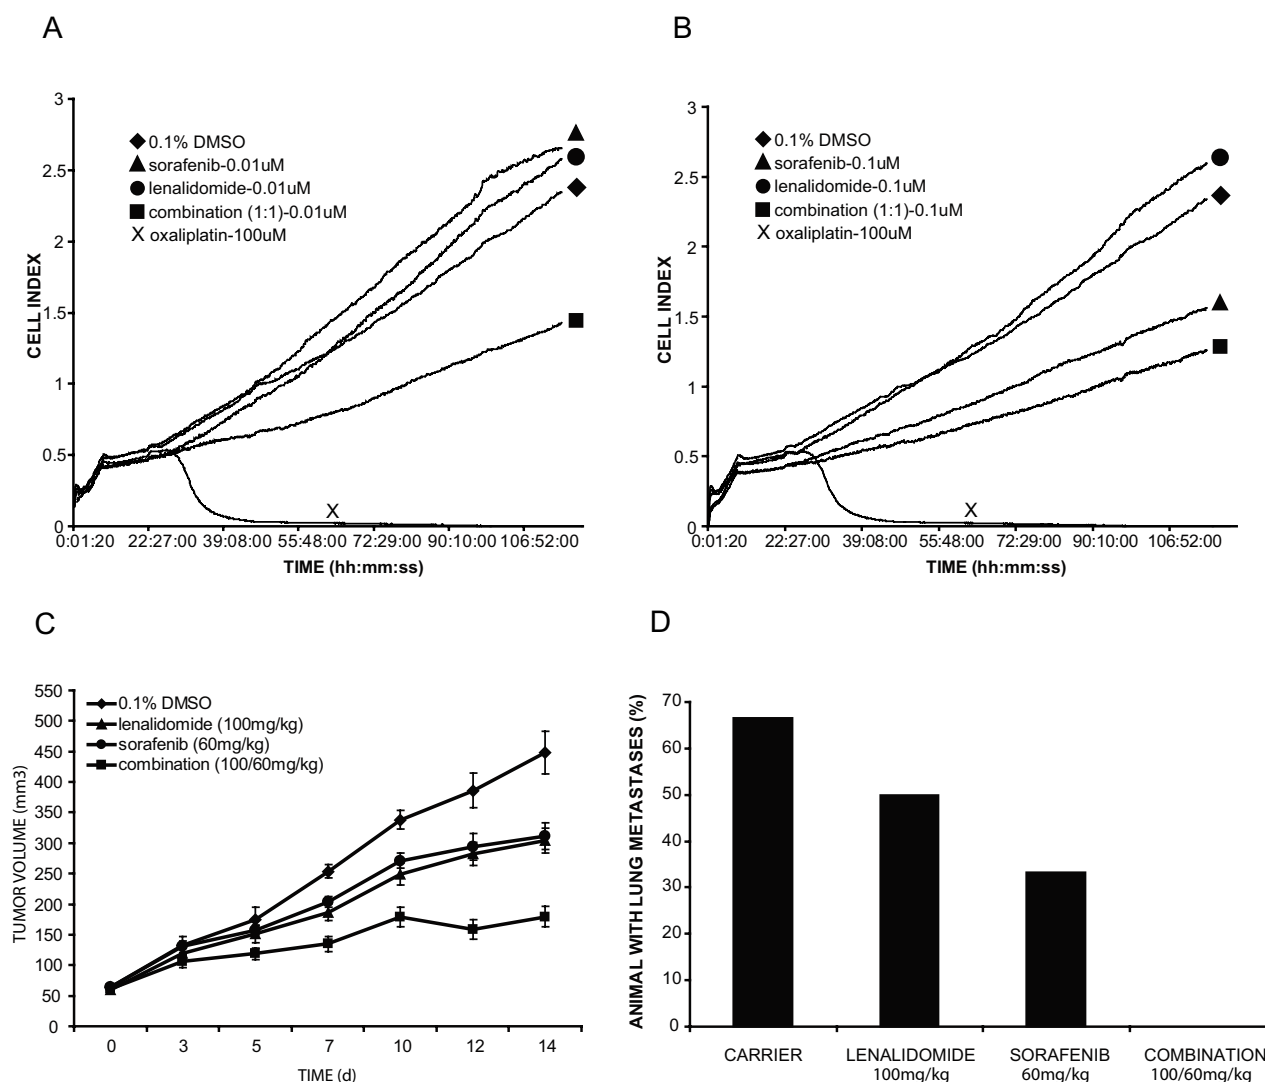 A
CELL INDEX
3
2.5
2
1.5
1
0.5
0
0.1% DMSO
sorafenib-0.01uM
lenalidomide-0.01uM
combination (1:1)-0.01uM
X oxaliplatin-100uM
X
0:01:20 22:27:00 39:08:00 55:48:00 72:29:00 90:10:00 106:52:00
TIME (hh:mm:ss)
B
CELL INDEX
3
2.5
2
1.5
1
0.5
0
0.1% DMSO
sorafenib-0.1uM
lenalidomide-0.1uM
combination (1:1)-0.1uM
X oxaliplatin-100uM
X
0:01:20 22:27:00 39:08:00 55:48:00 72:29:00 90:10:00 106:52:00
TIME (hh:mm:ss)
C
TUMOR VOLUME (mm3)
550
500
450
400
350
300
250
200
150
100
50
0
0.1% DMSO
lenalidomide (100mg/kg)
sorafenib (60mg/kg)
combination (100/60mg/kg)
0 3 5 7 10 12 14
TIME (d)
D
ANIMAL WITH LUNG METASTASES (%)
70
60
50
40
30
20
10
0
CARRIER LENALIDOMIDE SORAFENIB COMBINATION
100mg/kg 60mg/kg 100/60mg/kg